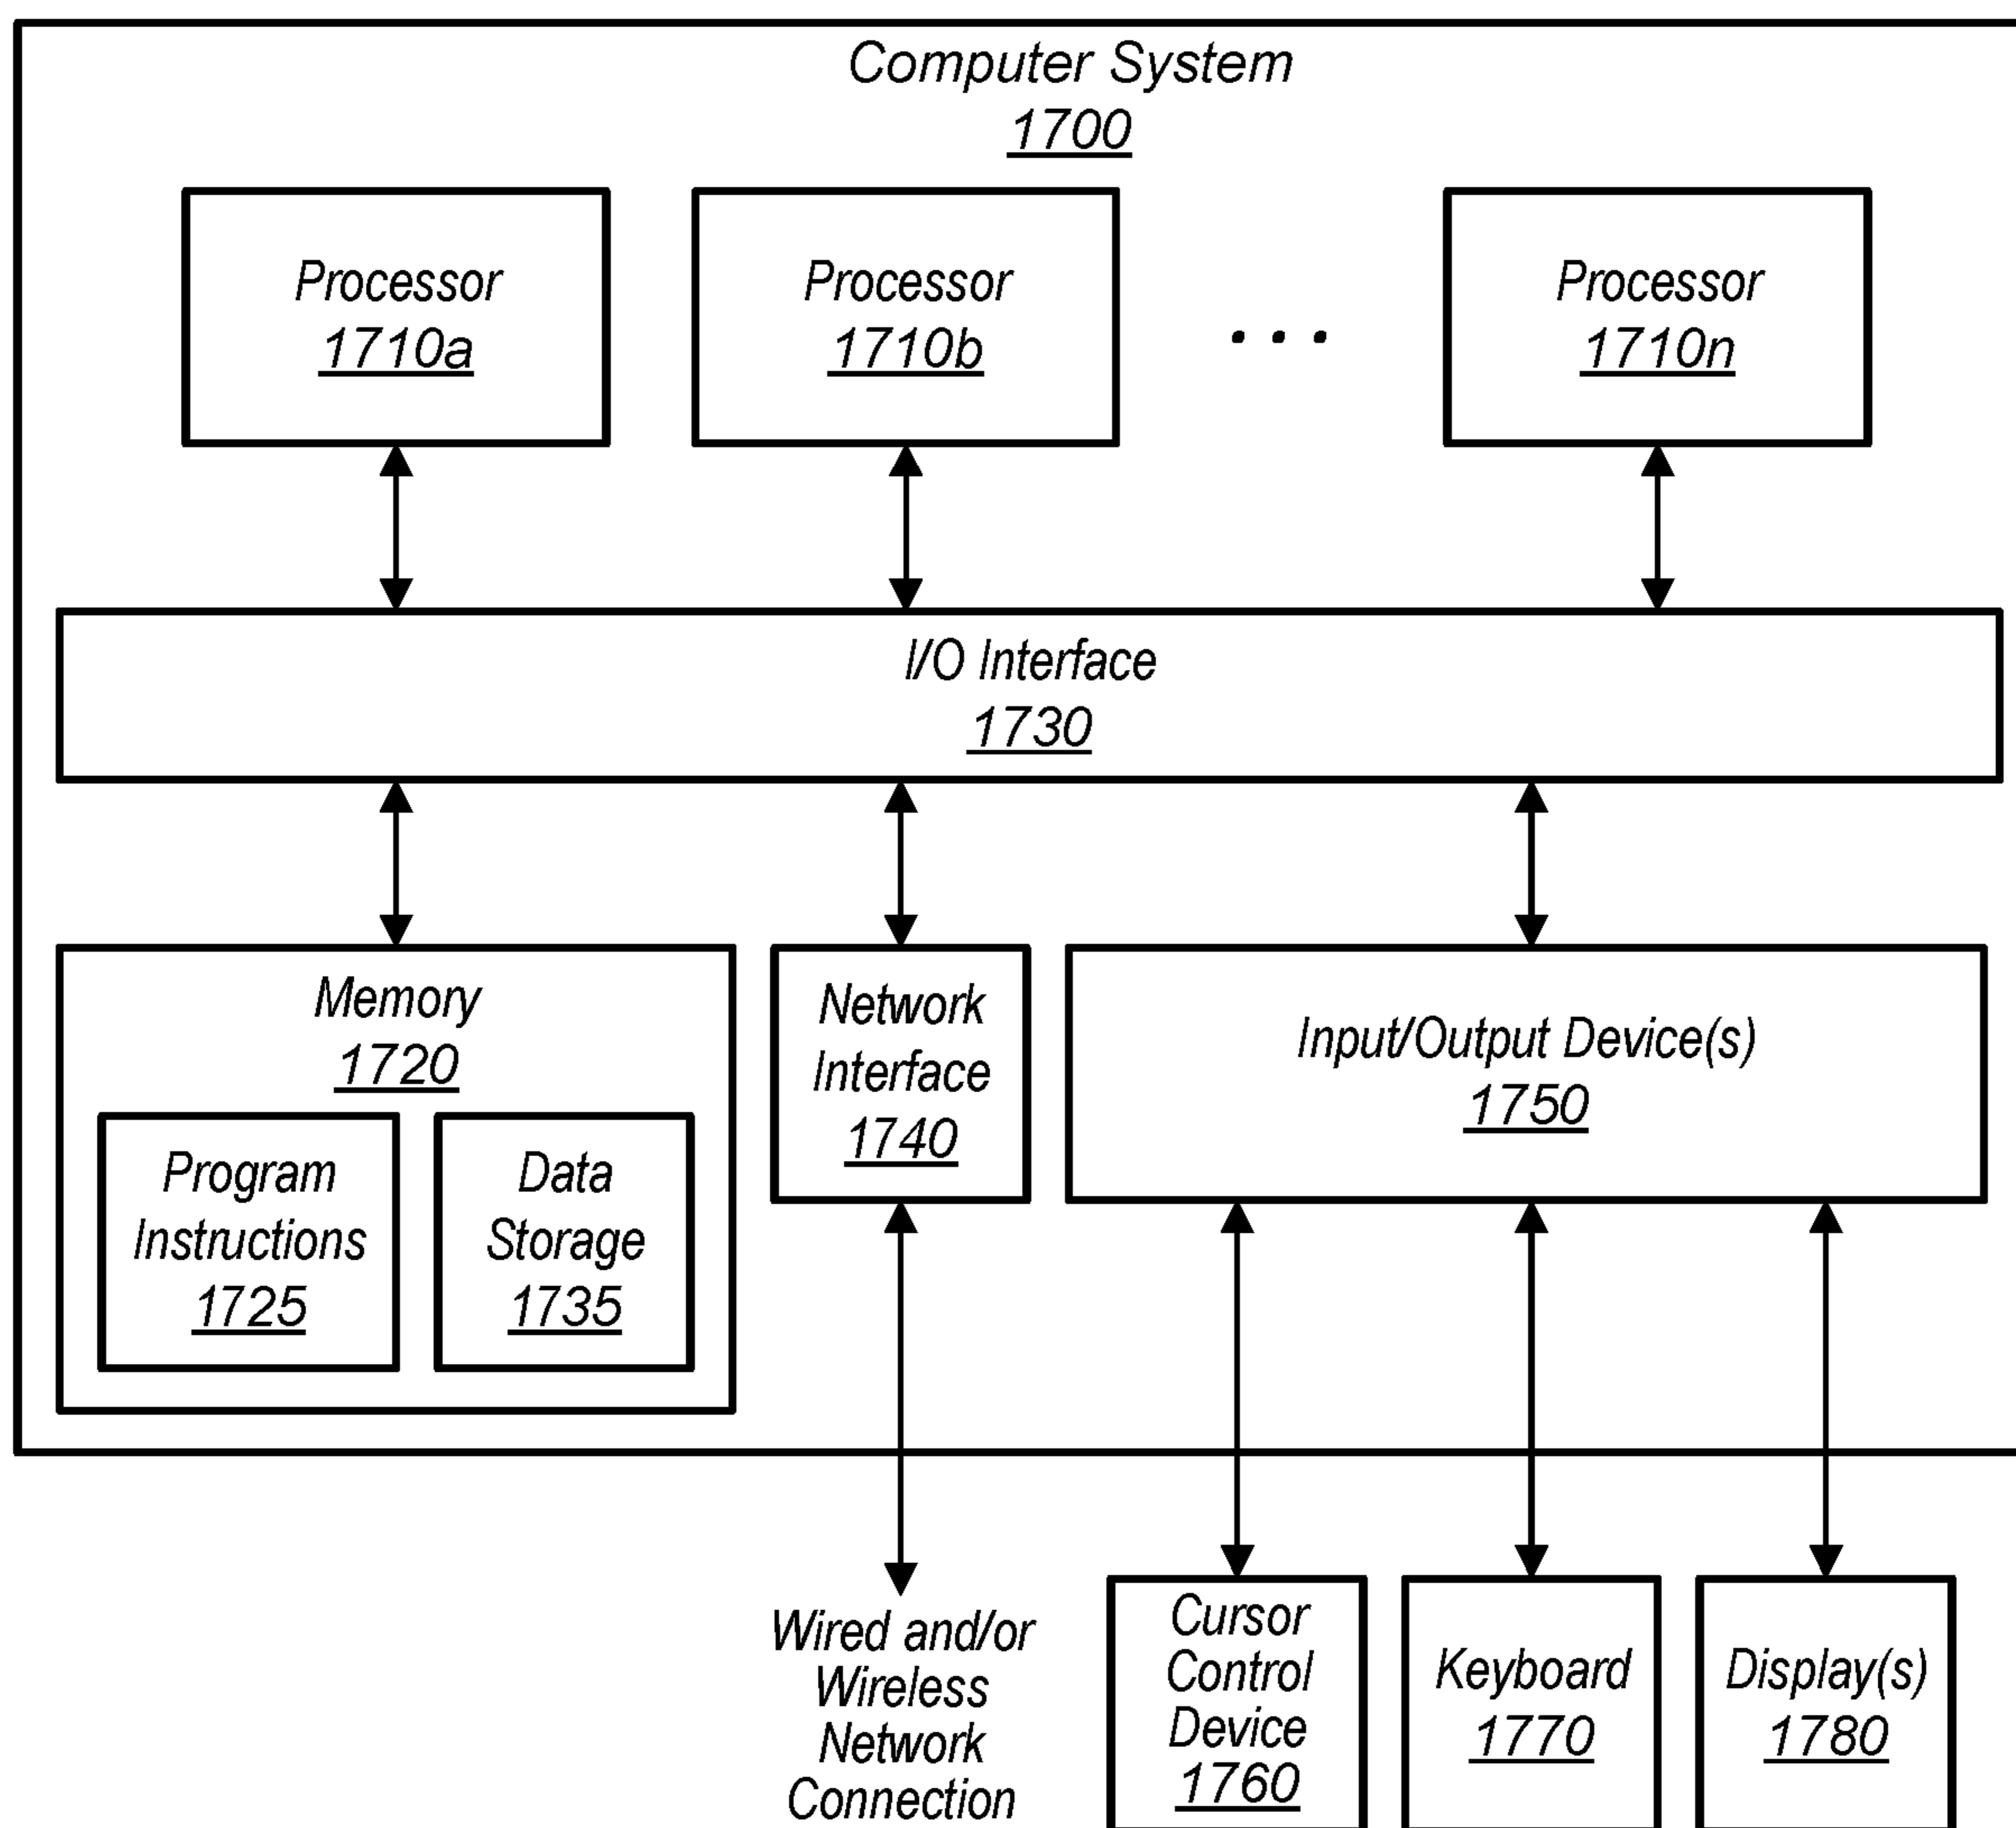 Computer System
1700
Processor
1710a
Processor
1710b
...
Processor
1710n
I/O Interface
1730
Memory
1720
Program
Instructions
1725
Data
Storage
1735
Network
Interface
1740
Input/Output Device(s)
1750
Wired and/or
Wireless
Network
Connection
Cursor
Control
Device
1760
Keyboard
1770
Display(s)
1780